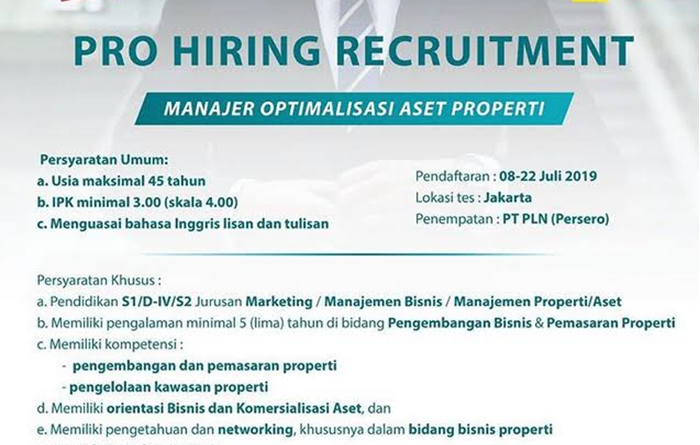 PRO HIRING RECRUITMENT
MANAJER OPTIMALISASI ASET PROPERTI
Persyaratan Umum:
a. Usia maksimal 45 tahun
b. IPK minimal 3.00 (skala 4.00)
c. Menguasai bahasa Inggris lisan dan tulisan
Pendaftaran : 08-22 Juli 2019
Lokasi tes : Jakarta
Penempatan : PT PLN (Persero)
Persyaratan Khusus :
a. Pendidikan S1/D-IV/S2 Jurusan Marketing / Manajemen Bisnis / Manajemen Properti/Aset
b. Memiliki pengalaman minimal 5 (lima) tahun di bidang Pengembangan Bisnis & Pemasaran Properti
c. Memiliki kompetensi :
- pengembangan dan pemasaran properti
- pengelolaan kawasan properti
d. Memiliki orientasi Bisnis dan Komersialisasi Aset, dan
e. Memiliki pengetahuan dan networking, khususnya dalam bidang bisnis properti